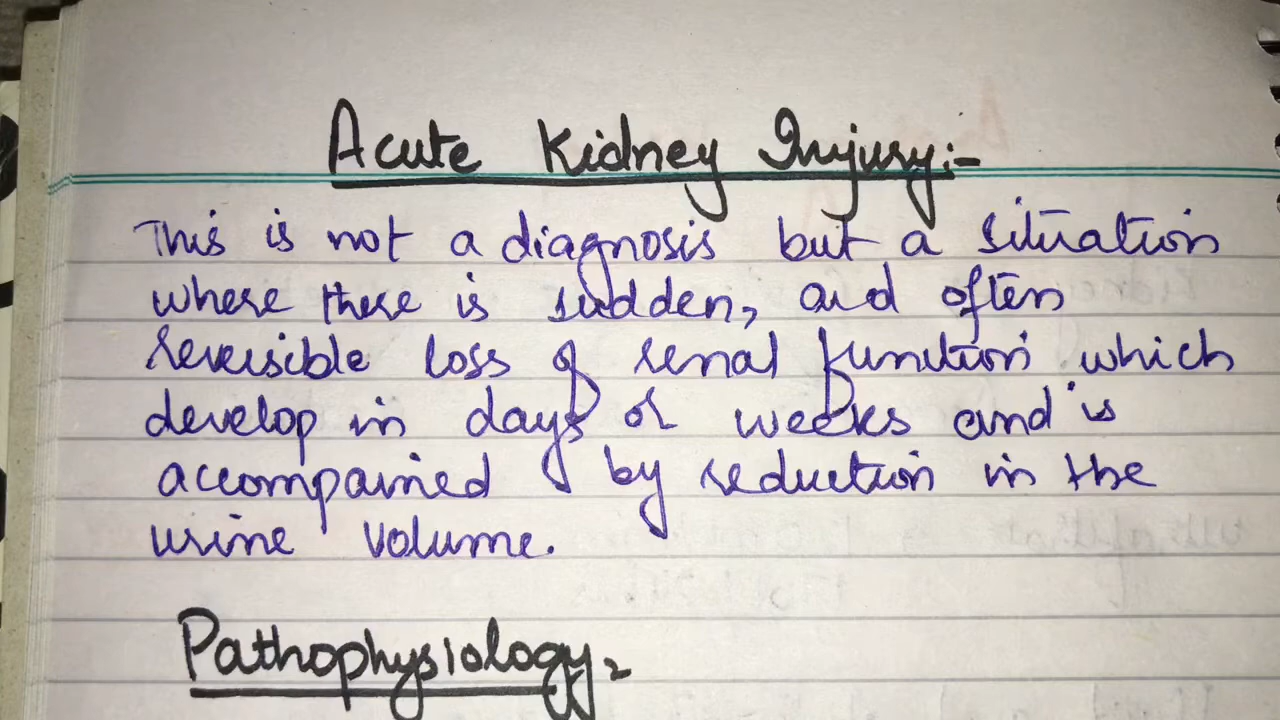 Acute Kidney Injury:-
This is not a diagnosis but a situation
where there is sudden, and often
reversible loss of renal function which
develop in days or weeks and is
accompained by reduction in the
urine volume.
Pathophysiology:-